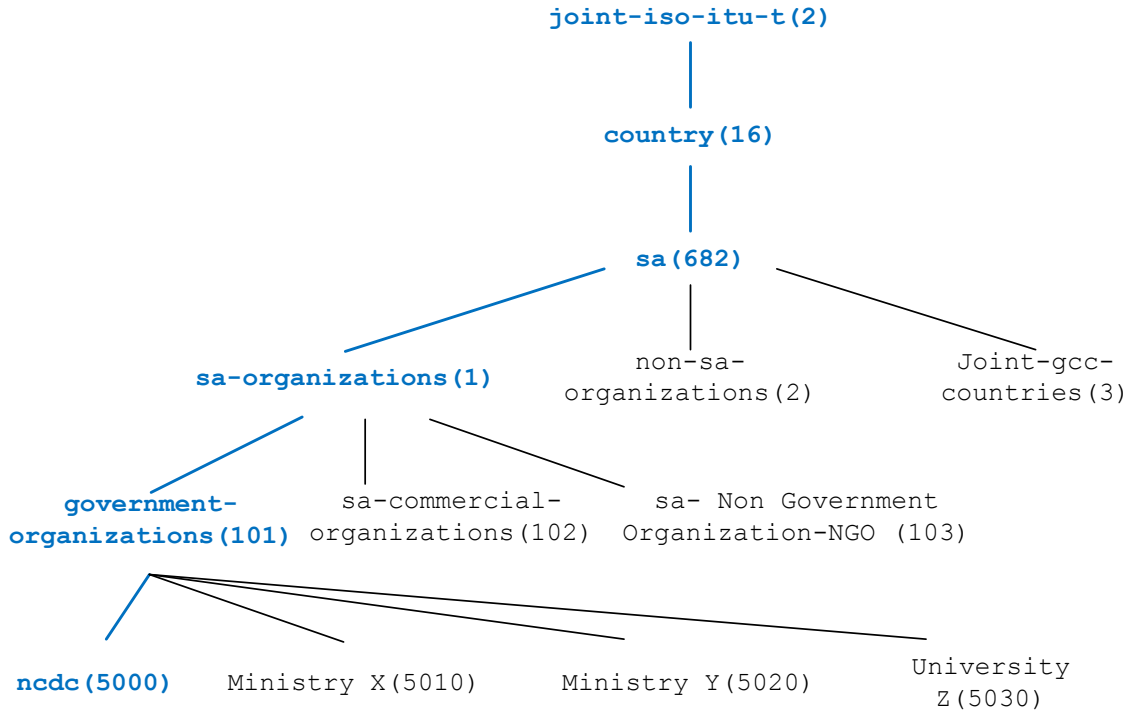 joint-iso-itu-t(2)
country(16)
sa(682)
sa-organizations(1)
non-sa-
organizations(2)
Joint-gcc-
countries(3)
government-
organizations(101)
sa-commercial-
organizations(102)
sa- Non Government
Organization-NGO (103)
ncdc(5000)
Ministry X(5010)
Ministry Y(5020)
University
Z(5030)